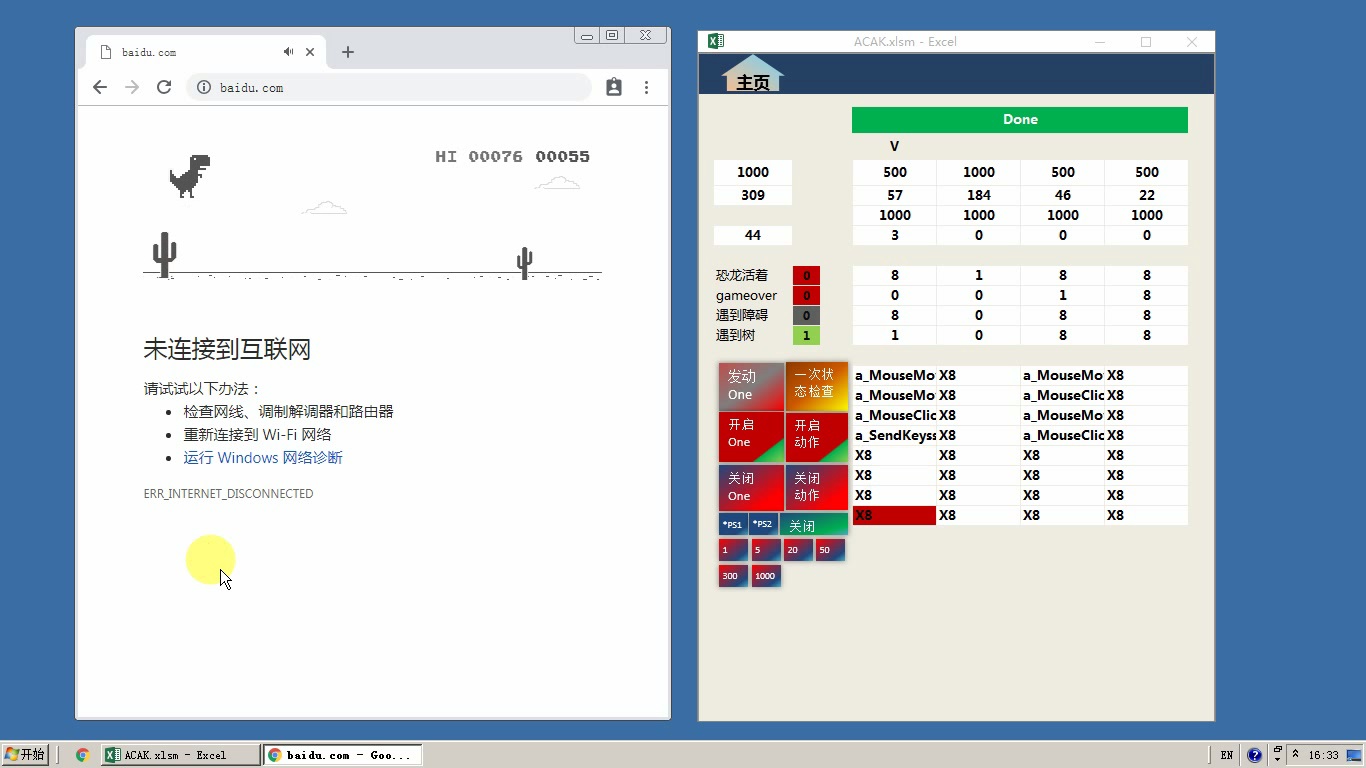 baidu.com
baidu.com
HI 00076 00055
未连接到互联网
请试试以下办法：
• 检查网线、调制解调器和路由器
• 重新连接到 Wi-Fi 网络
• 运行 Windows 网络诊断
ERR_INTERNET_DISCONNECTED
ACAK.xlsm - Excel
主页
Done
V
1000 500 1000 500 500
309 57 184 46 22
1000 1000 1000 1000
44 3 0 0 0
恐龙活着 0 8 1 8 8
gameover 0 0 0 1 8
遇到障碍 0 8 0 8 8
遇到树 1 1 0 8 8
发动
One
一次状
态检查
开启
One
开启
动作
关闭
One
关闭
动作
*PS1 *PS2 关闭
1 5 20 50
300 1000
a_MouseMo X8 a_MouseMo X8
a_MouseMo X8 a_MouseClic X8
a_MouseClic X8 a_MouseClic X8
a_SendKeyss X8 a_MouseClic X8
X8 X8 X8 X8
X8 X8 X8 X8
X8 X8 X8 X8
X8 X8 X8 X8
开始 ACAK.xlsm - Excel baidu.com - Goo... EN 16:33